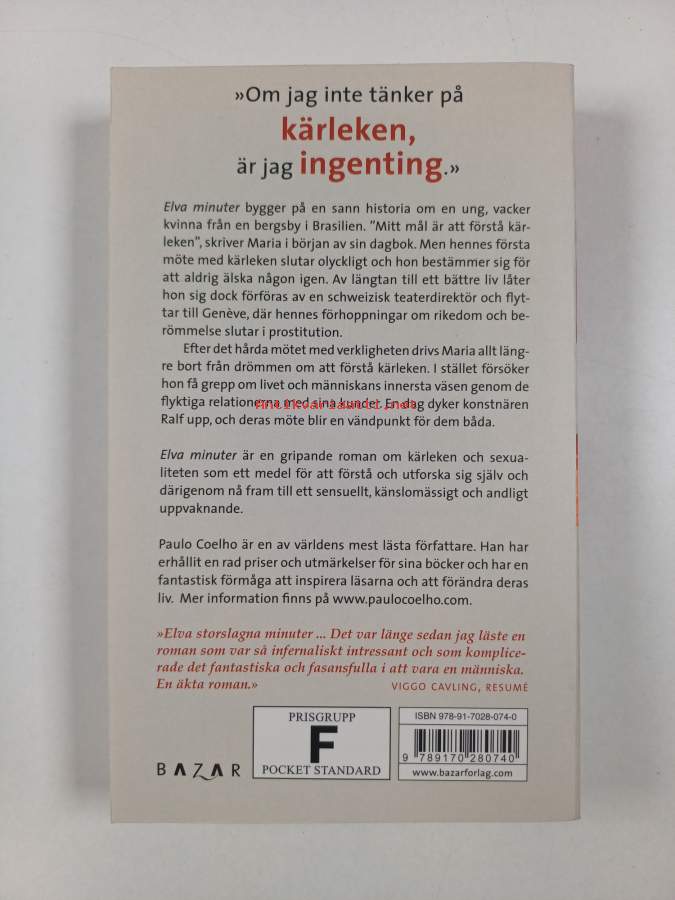 »Om jag inte tänker på
kärleken,
är jag ingenting.»
Elva minuter bygger på en sann historia om en ung, vacker
kvinna från en bergsby i Brasilien. ”Mitt mål är att förstå kär-
leken”, skriver Maria i början av sin dagbok. Men hennes första
möte med kärleken slutar olyckligt och hon bestämmer sig för
att aldrig älska någon igen. Av längtan till ett bättre liv låter
hon sig dock förföras av en schweizisk teaterdirektör och flyt-
tar till Genève, där hennes förhoppningar om rikedom och be-
römmelse slutar i prostitution.
Efter det hårda mötet med verkligheten drivs Maria allt läng-
re bort från drömmen om att förstå kärleken. I stället försöker
hon få grepp om livet och människans innersta väsen genom de
flyktiga relationerna med sina kunder. En dag dyker konstnären
Antikvariaatti.net
Ralf upp, och deras möte blir en vändpunkt för dem båda.
Elva minuter är en gripande roman om kärleken och sexua-
liteten som ett medel för att förstå och utforska sig själv och
därigenom nå fram till ett sensuellt, känslomässigt och andligt
uppvaknande.
Paulo Coelho är en av världens mest lästa författare. Han har
erhållit en rad priser och utmärkelser för sina böcker och har en
fantastisk förmåga att inspirera läsarna och att förändra deras
liv. Mer information finns på www.paulocoelho.com.
»Elva storslagna minuter ... Det var länge sedan jag läste en
roman som var så infernaliskt intressant och som komplice-
rade det fantastiska och fasansfulla i att vara en människa.
En äkta roman.» VIGGO CAVLING, RESUMÉ
BAZAR
PRISGRUPP
F
POCKET STANDARD
ISBN 978-91-7028-074-0
9 789170 280740
www.bazarforlag.com